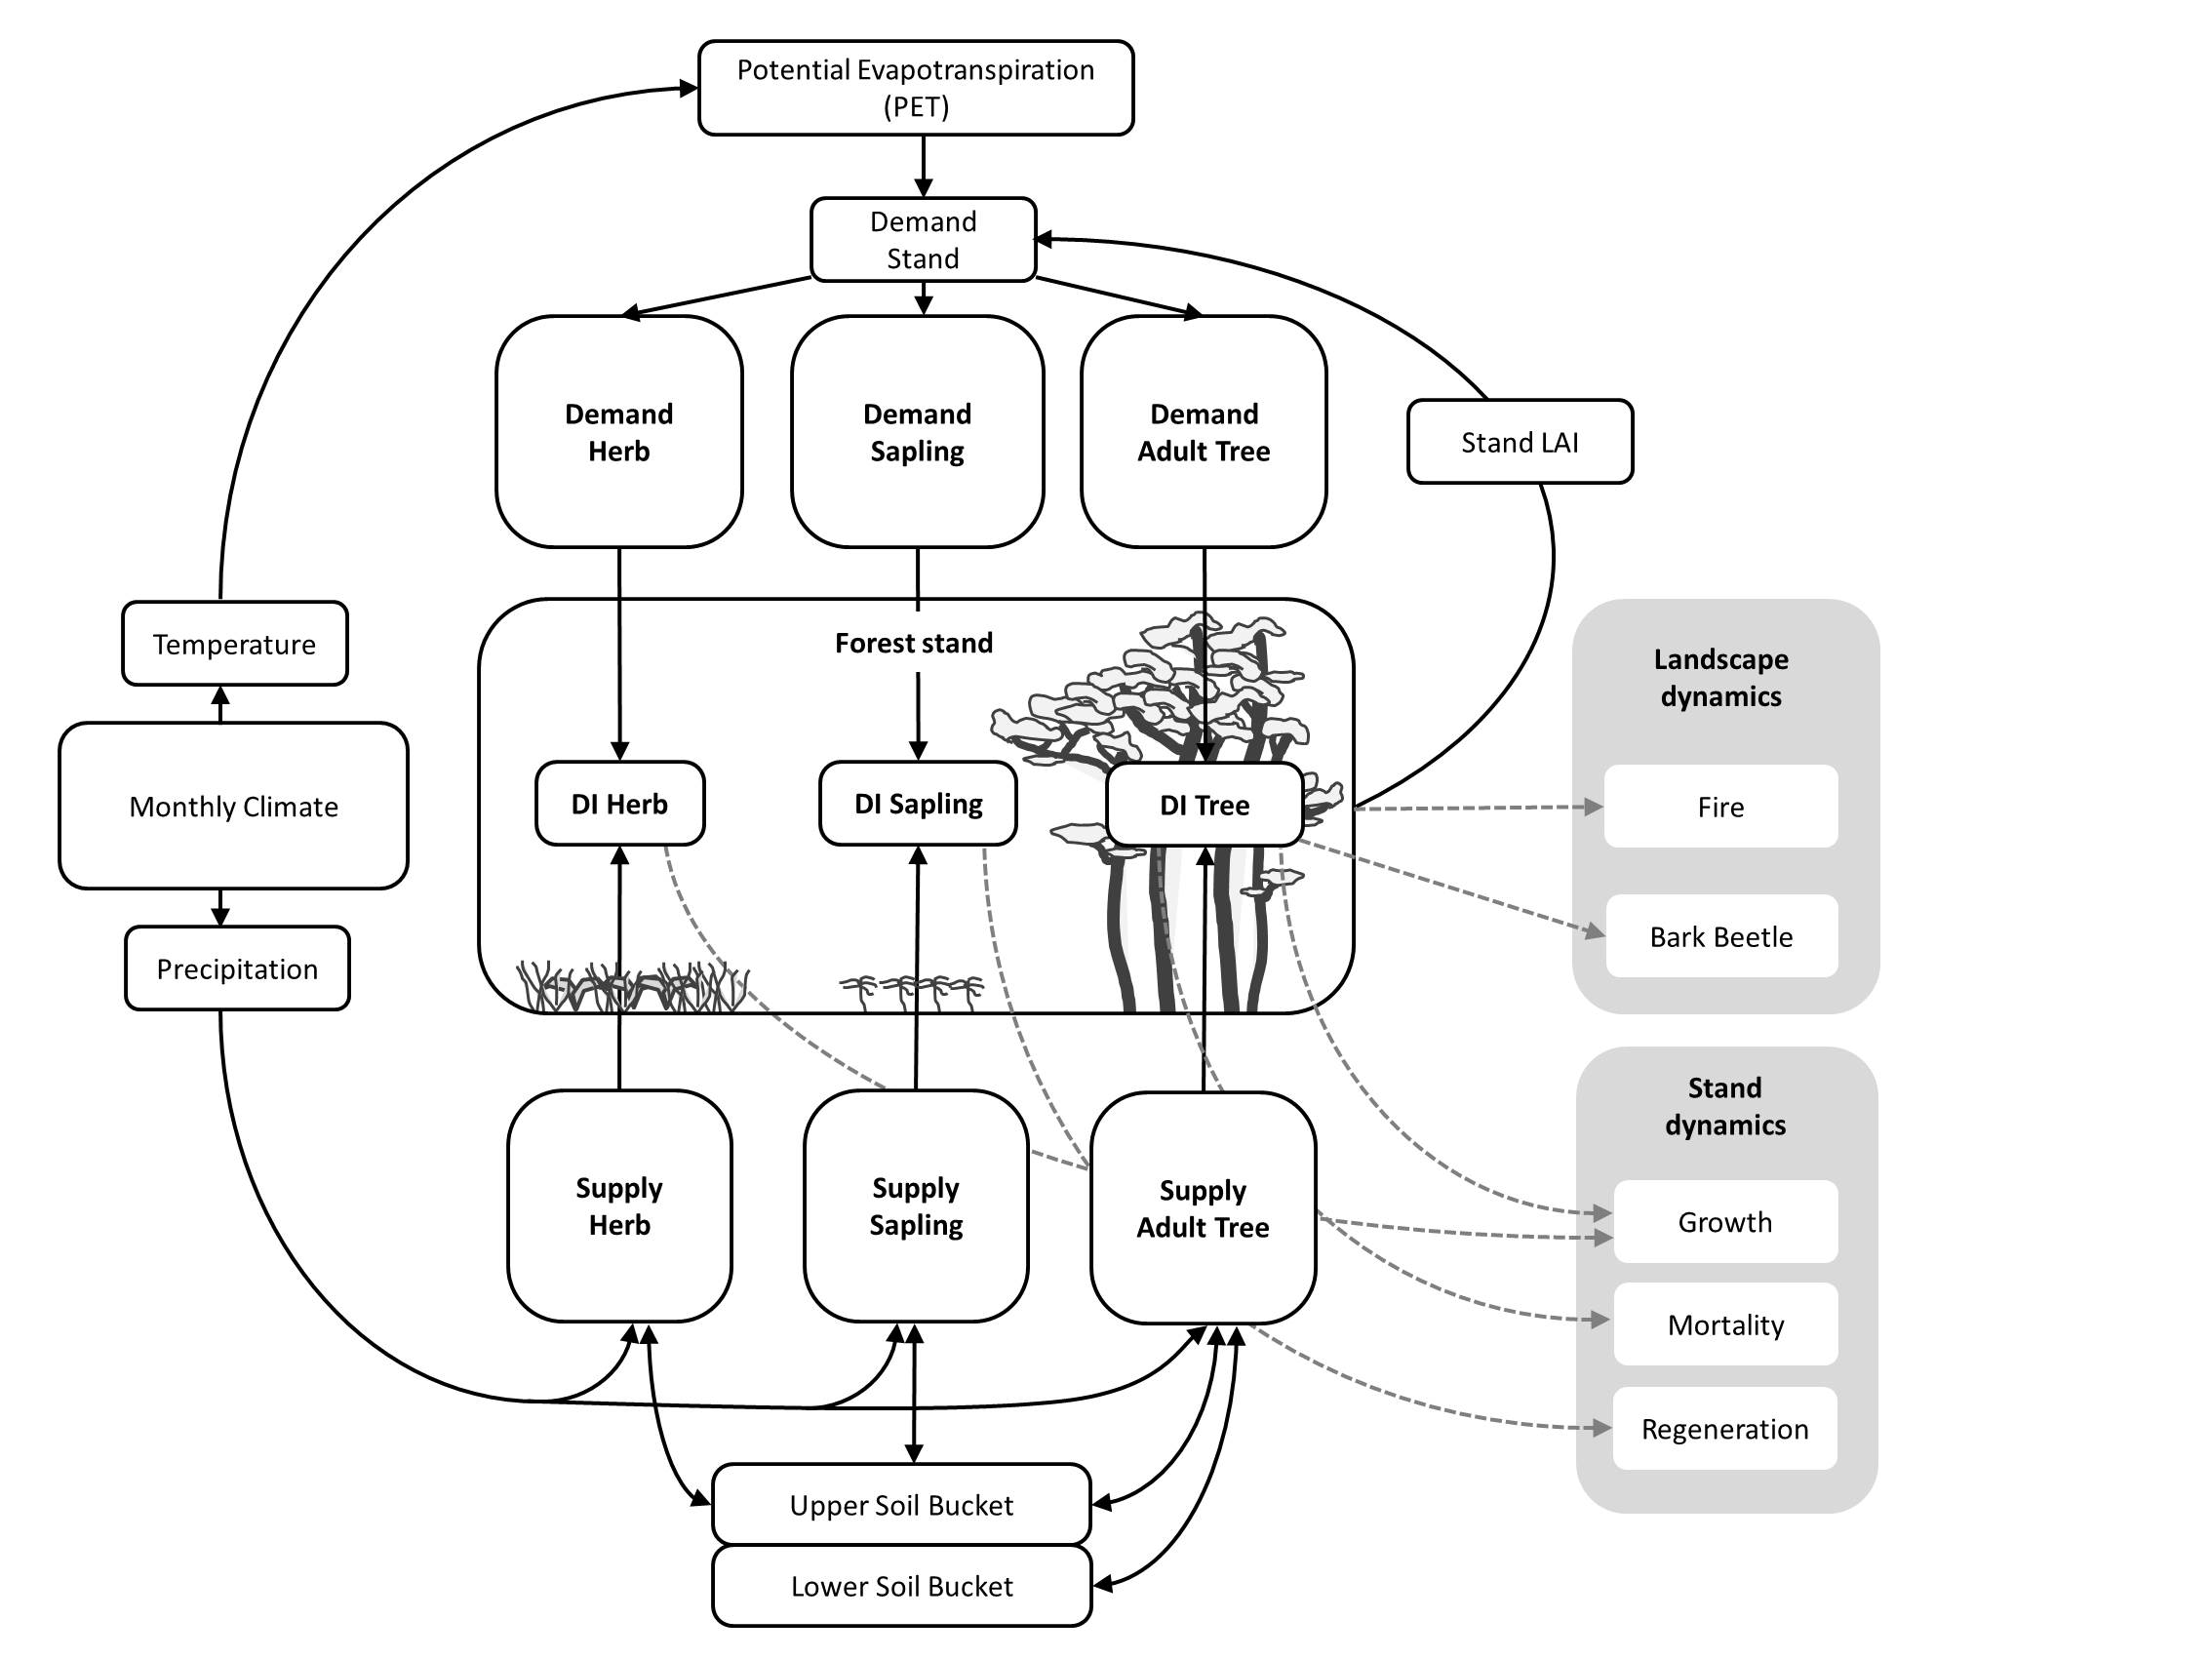 Potential Evapotranspiration
(PET)
Demand
Stand
Demand
Herb
Demand
Sapling
Demand
Adult Tree
Stand LAI
Temperature
Forest stand
Landscape
dynamics
Monthly Climate
DI Herb
DI Sapling
DI Tree
Fire
Bark Beetle
Precipitation
Stand
dynamics
Supply
Herb
Supply
Sapling
Supply
Adult Tree
Growth
Mortality
Regeneration
Upper Soil Bucket
Lower Soil Bucket